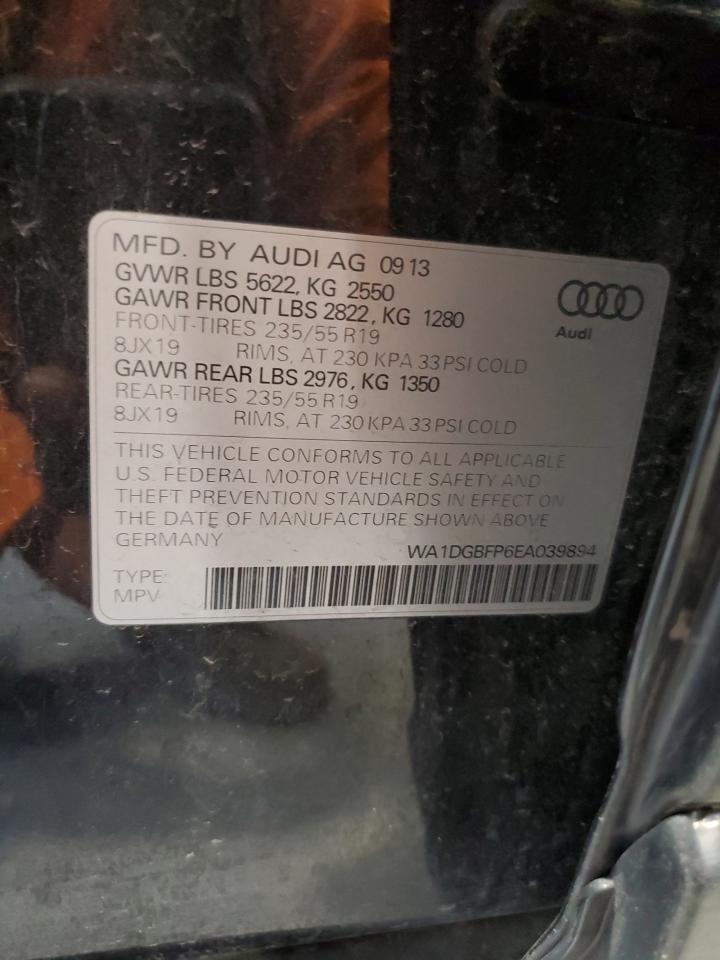 MFD. BY AUDI AG 09 13
GVWR LBS 5622, KG 2550
GAWR FRONT LBS 2822, KG 1280
FRONT-TIRES 235/55 R19
8JX19 RIMS, AT 230 KPA 33 PSI COLD
GAWR REAR LBS 2976, KG 1350
REAR-TIRES 235/55 R19
8JX19 RIMS, AT 230 KPA 33 PSI COLD
Audi
THIS VEHICLE CONFORMS TO ALL APPLICABLE
U.S. FEDERAL MOTOR VEHICLE SAFETY AND
THEFT PREVENTION STANDARDS IN EFFECT ON
THE DATE OF MANUFACTURE SHOWN ABOVE
GERMANY WA1DGBFP6EA039894
TYPE:
MPV